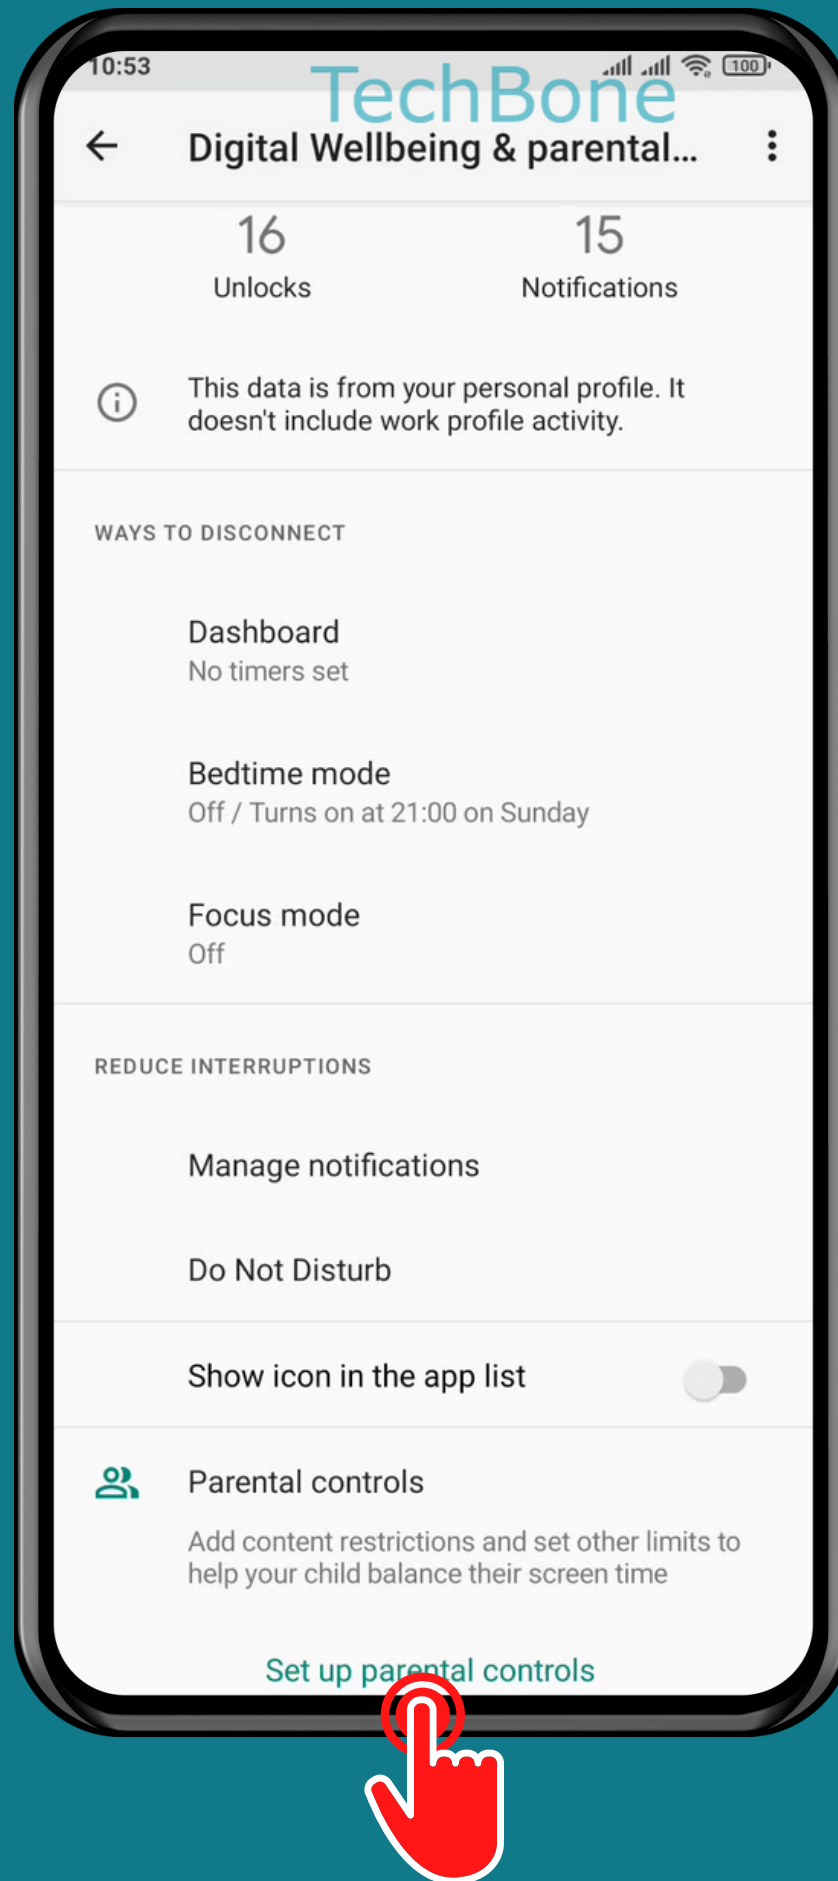 10:53
TechBone
100
Digital Wellbeing & parental...
16
15
Unlocks
Notifications
This data is from your personal profile. It
doesn't include work profile activity.
WAYS TO DISCONNECT
Dashboard
No timers set
Bedtime mode
Off / Turns on at 21:00 on Sunday
Focus mode
Off
REDUCE INTERRUPTIONS
Manage notifications
Do Not Disturb
Show icon in the app list
Parental controls
Add content restrictions and set other limits to
help your child balance their screen time
Set up parental controls